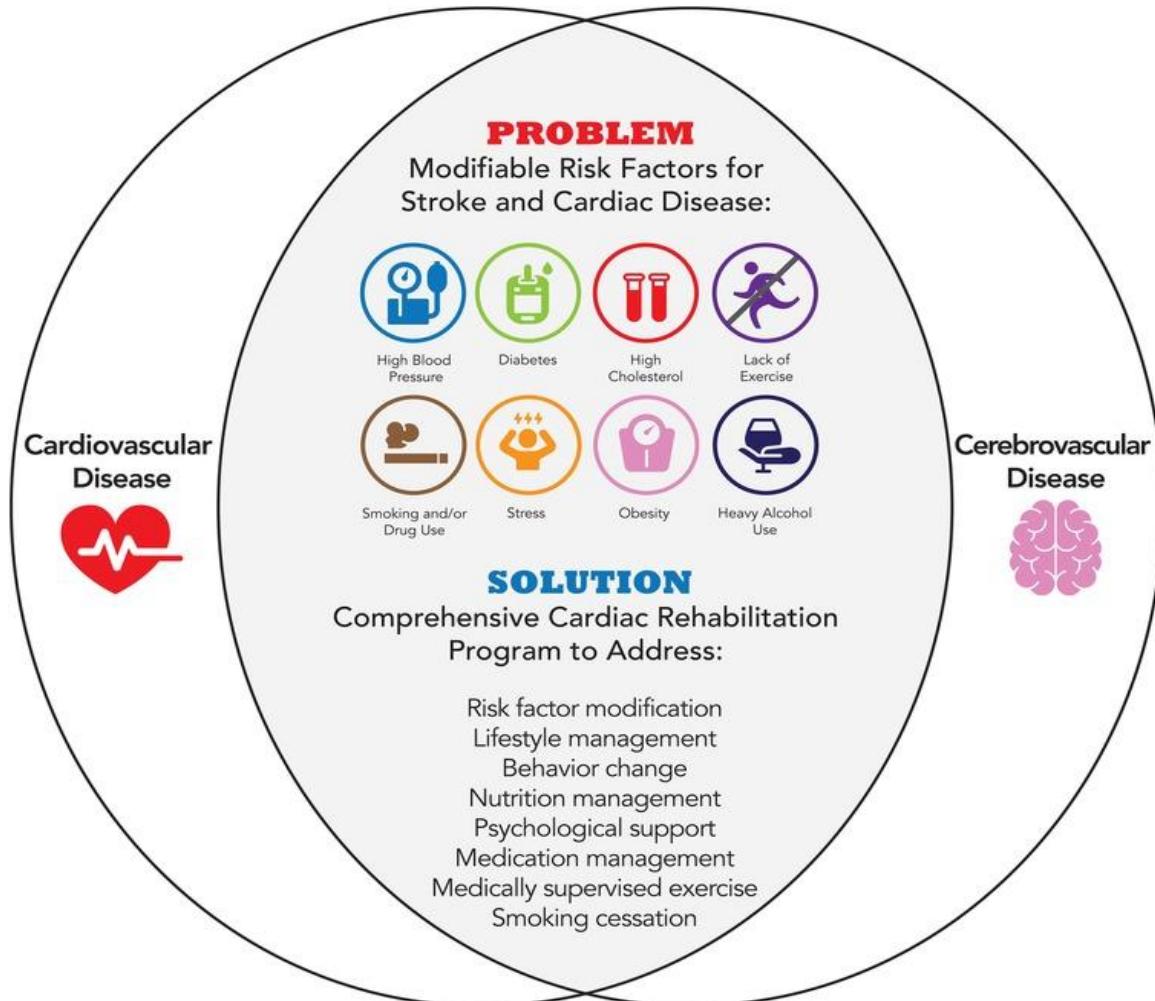 PROBLEM
Modifiable Risk Factors for
Stroke and Cardiac Disease:
High Blood
Pressure
Diabetes
High
Cholesterol
Lack of
Exercise
Smoking and/or
Drug Use
Stress
Obesity
Heavy Alcohol
Use
Cardiovascular
Disease
Cerebrovascular
Disease
SOLUTION
Comprehensive Cardiac Rehabilitation
Program to Address:
Risk factor modification
Lifestyle management
Behavior change
Nutrition management
Psychological support
Medication management
Medically supervised exercise
Smoking cessation